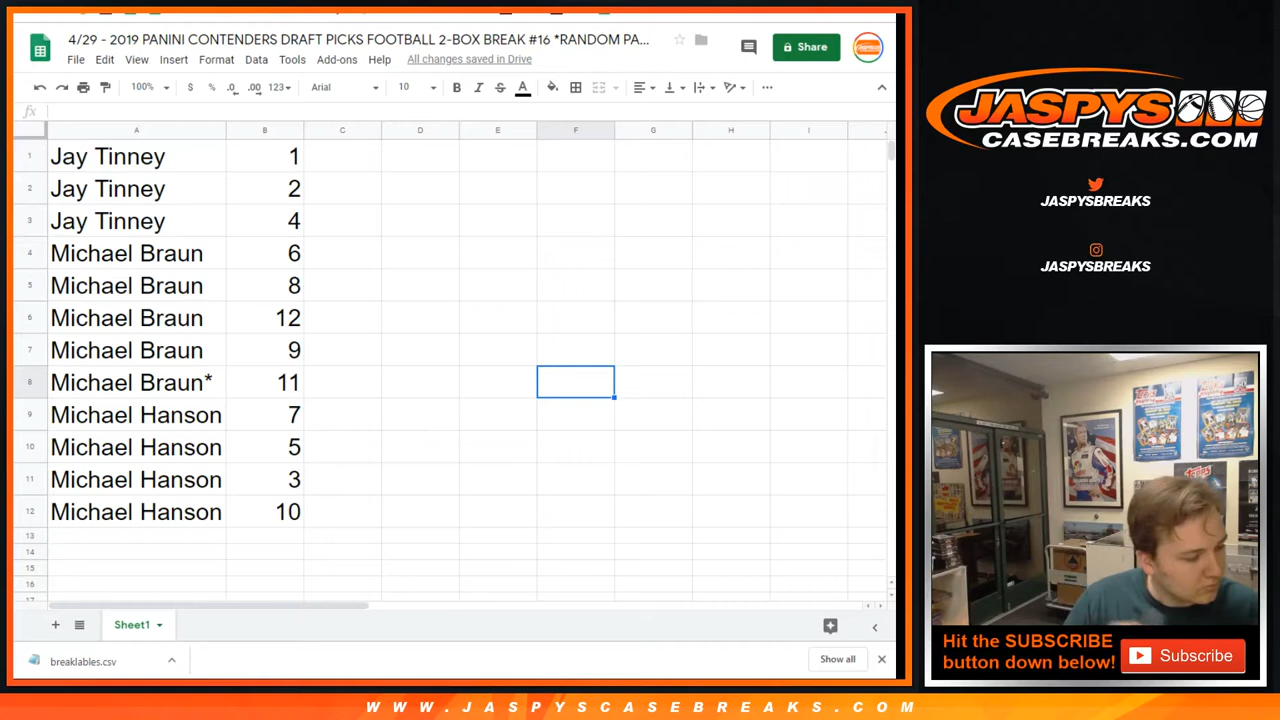 4/29 - 2019 PANINI CONTENDERS DRAFT PICKS FOOTBALL 2-BOX BREAK #16 *RANDOM PA...
File Edit View Insert Format Data Tools Add-ons Help All changes saved in Drive
Share
100% $ % .0 .00 123 Arial 10 B I S A
fx
A B C D E F G H I
1 Jay Tinney 1
2 Jay Tinney 2
3 Jay Tinney 4
4 Michael Braun 6
5 Michael Braun 8
6 Michael Braun 12
7 Michael Braun 9
8 Michael Braun* 11
9 Michael Hanson 7
10 Michael Hanson 5
11 Michael Hanson 3
12 Michael Hanson 10
13
14
15
16
17
Sheet1
breaklables.csv
Show all
JASPYS
CASEBREAKS.COM
JASPYSBREAKS
JASPYSBREAKS
Topps
Topps
topps
Hit the SUBSCRIBE
button down below!
Subscribe
WWW.JASPYSCASEBREAKS.COM